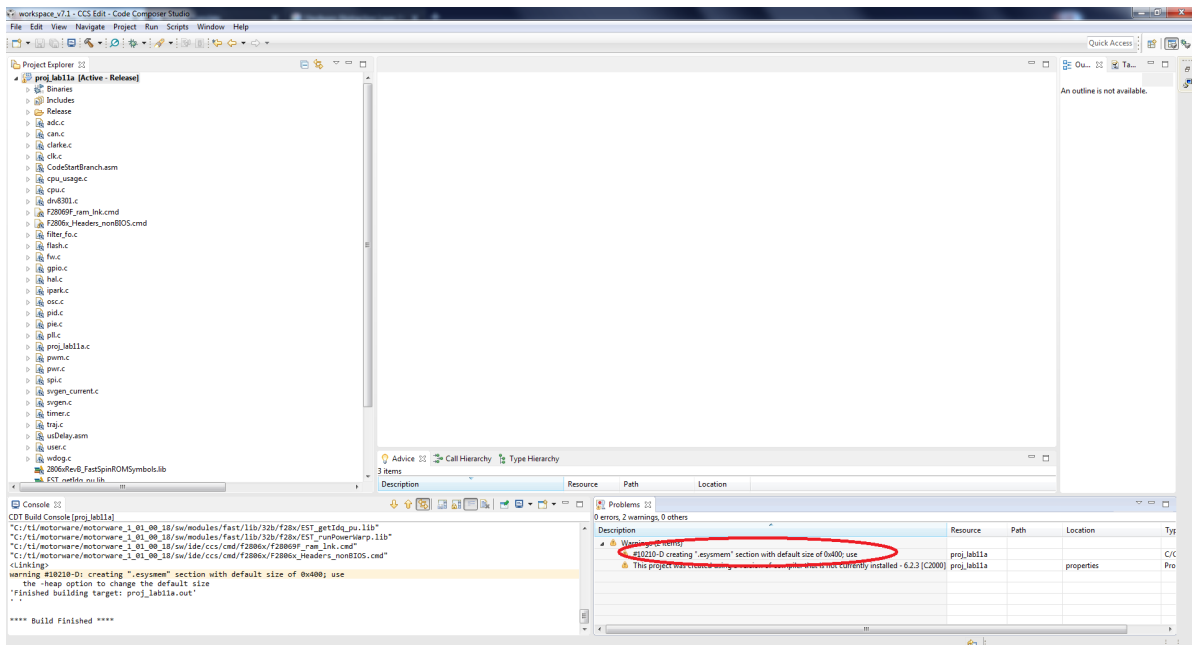 workspace_v7.1 - CCS Edit - Code Composer Studio
File Edit View Navigate Project Run Scripts Window Help
Quick Access
Project Explorer
proj_lab11a [Active - Release]
Binaries
Includes
Release
adc.c
can.c
clarke.c
clk.c
CodeStartBranch.asm
cpu_usage.c
cpu.c
drv8301.c
F28069F_ram_lnk.cmd
F2806x_Headers_nonBIOS.cmd
filter_fo.c
flash.c
fw.c
gpio.c
hal.c
ipark.c
osc.c
pid.c
pie.c
pll.c
proj_lab11a.c
pwm.c
pwr.c
spi.c
svgen_current.c
svgen.c
timer.c
traj.c
usDelay.asm
user.c
wdog.c
2806xRevB_FastSpinROMSymbols.lib
EST_getIdq_pu.lib
Ou... Ta...
An outline is not available.
Advice Call Hierarchy Type Hierarchy
3 items
Description Resource Path Location
Console
CDT Build Console [proj_lab11a]
"C:/ti/motorware/motorware_1_01_00_18/sw/modules/fast/lib/32b/f28x/EST_getIdq_pu.lib"
"C:/ti/motorware/motorware_1_01_00_18/sw/modules/fast/lib/32b/f28x/EST_runPowerWarp.lib"
"C:/ti/motorware/motorware_1_01_00_18/sw/ide/ccs/cmd/f2806x/f28069F_ram_lnk.cmd"
"C:/ti/motorware/motorware_1_01_00_18/sw/ide/ccs/cmd/f2806x/F2806x_Headers_nonBIOS.cmd"
<Linking>
warning #10210-D: creating ".esysmem" section with default size of 0x400; use
the -heap option to change the default size
'Finished building target: proj_lab11a.out'
' '
**** Build Finished ****
Problems
0 errors, 2 warnings, 0 others
Description Resource Path Location Typ
Warnings (2 items)
#10210-D creating ".esysmem" section with default size of 0x400; use proj_lab11a C/C
This project was created using a version of compiler that is not currently installed - 6.2.3 [C2000] proj_lab11a properties Pro